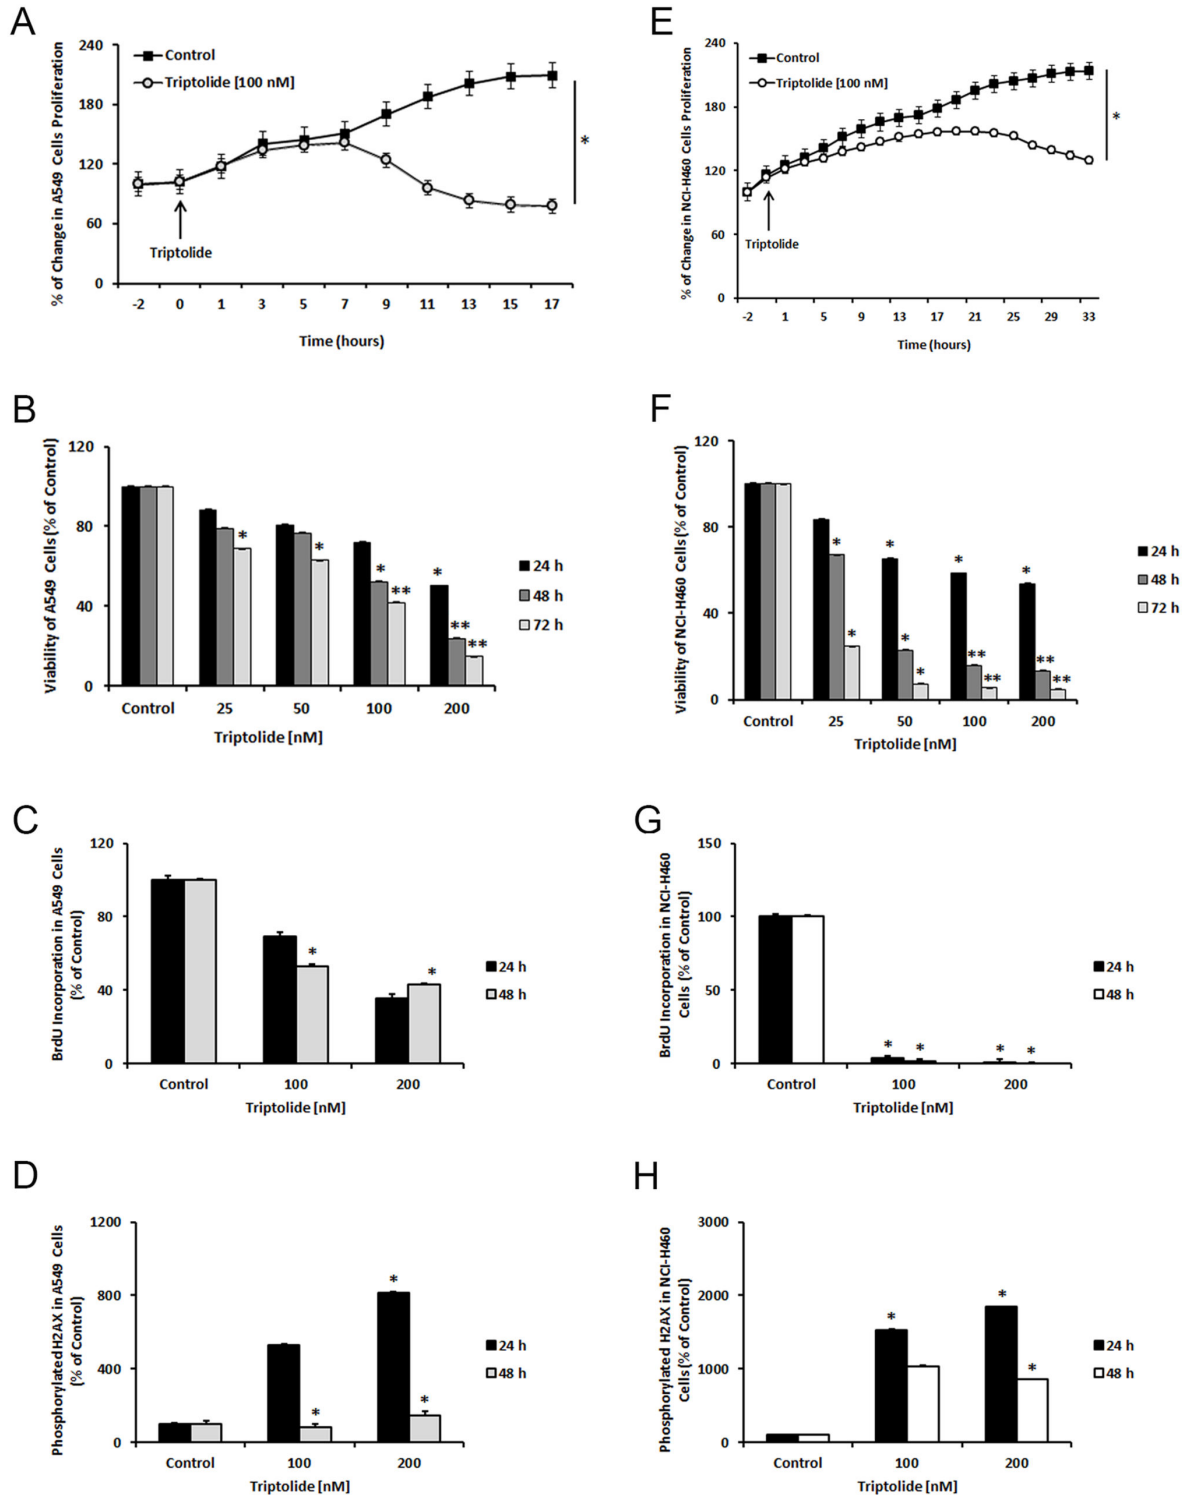 A
% of Change in A549 Cells Proliferation
240
180
120
60
0
Control
Triptolide [100 nM]
*
Triptolide
-2 0 1 3 5 7 9 11 13 15 17
Time (hours)
E
% of Change in NCI-H460 Cells Proliferation
240
180
120
60
0
Control
Triptolide [100 nM]
*
Triptolide
-2 1 5 9 13 17 21 25 29 33
Time (hours)
B
Viability of A549 Cells (% of Control)
120
80
40
0
* * * ** * ** **
24 h
48 h
72 h
Control 25 50 100 200
Triptolide [nM]
F
Viability of NCI-H460 Cells (% of Control)
120
80
40
0
* * * * * * ** ** * ** **
24 h
48 h
72 h
Control 25 50 100 200
Triptolide [nM]
C
BrdU Incorporation in A549 Cells
(% of Control)
120
80
40
0
* *
24 h
48 h
Control 100 200
Triptolide [nM]
G
BrdU Incorporation in NCI-H460
Cells (% of Control)
150
100
50
0
* * * *
24 h
48 h
Control 100 200
Triptolide [nM]
D
Phosphorylated H2AX in A549 Cells
(% of Control)
1200
800
400
0
* * *
24 h
48 h
Control 100 200
Triptolide [nM]
H
Phosphorylated H2AX in NCI-H460
Cells (% of Control)
3000
2000
1000
0
* * *
24 h
48 h
Control 100 200
Triptolide [nM]